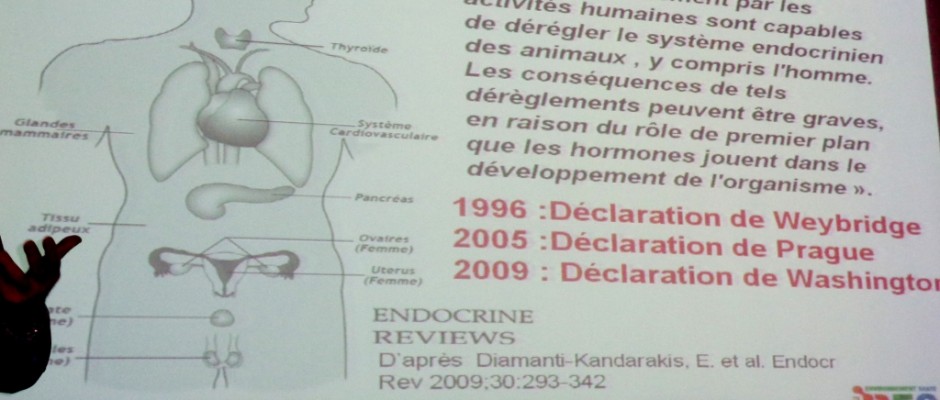 Thyroïde
Glandes
mammaires
Système
Cardiovasculaire
Pancréas
Tissu
adipeux
Ovaires
(Femme)
Uterus
(Femme)
par les
activités humaines sont capables
de dérégler le système endocrinien
des animaux , y compris l'homme.
Les conséquences de tels
dérèglements peuvent être graves,
en raison du rôle de premier plan
que les hormones jouent dans le
développement de l'organisme ».
1996 :Déclaration de Weybridge
2005 :Déclaration de Prague
2009 : Déclaration de Washington
ENDOCRINE
REVIEWS
D'après Diamanti-Kandarakis, E. et al. Endocr
Rev 2009;30:293-342